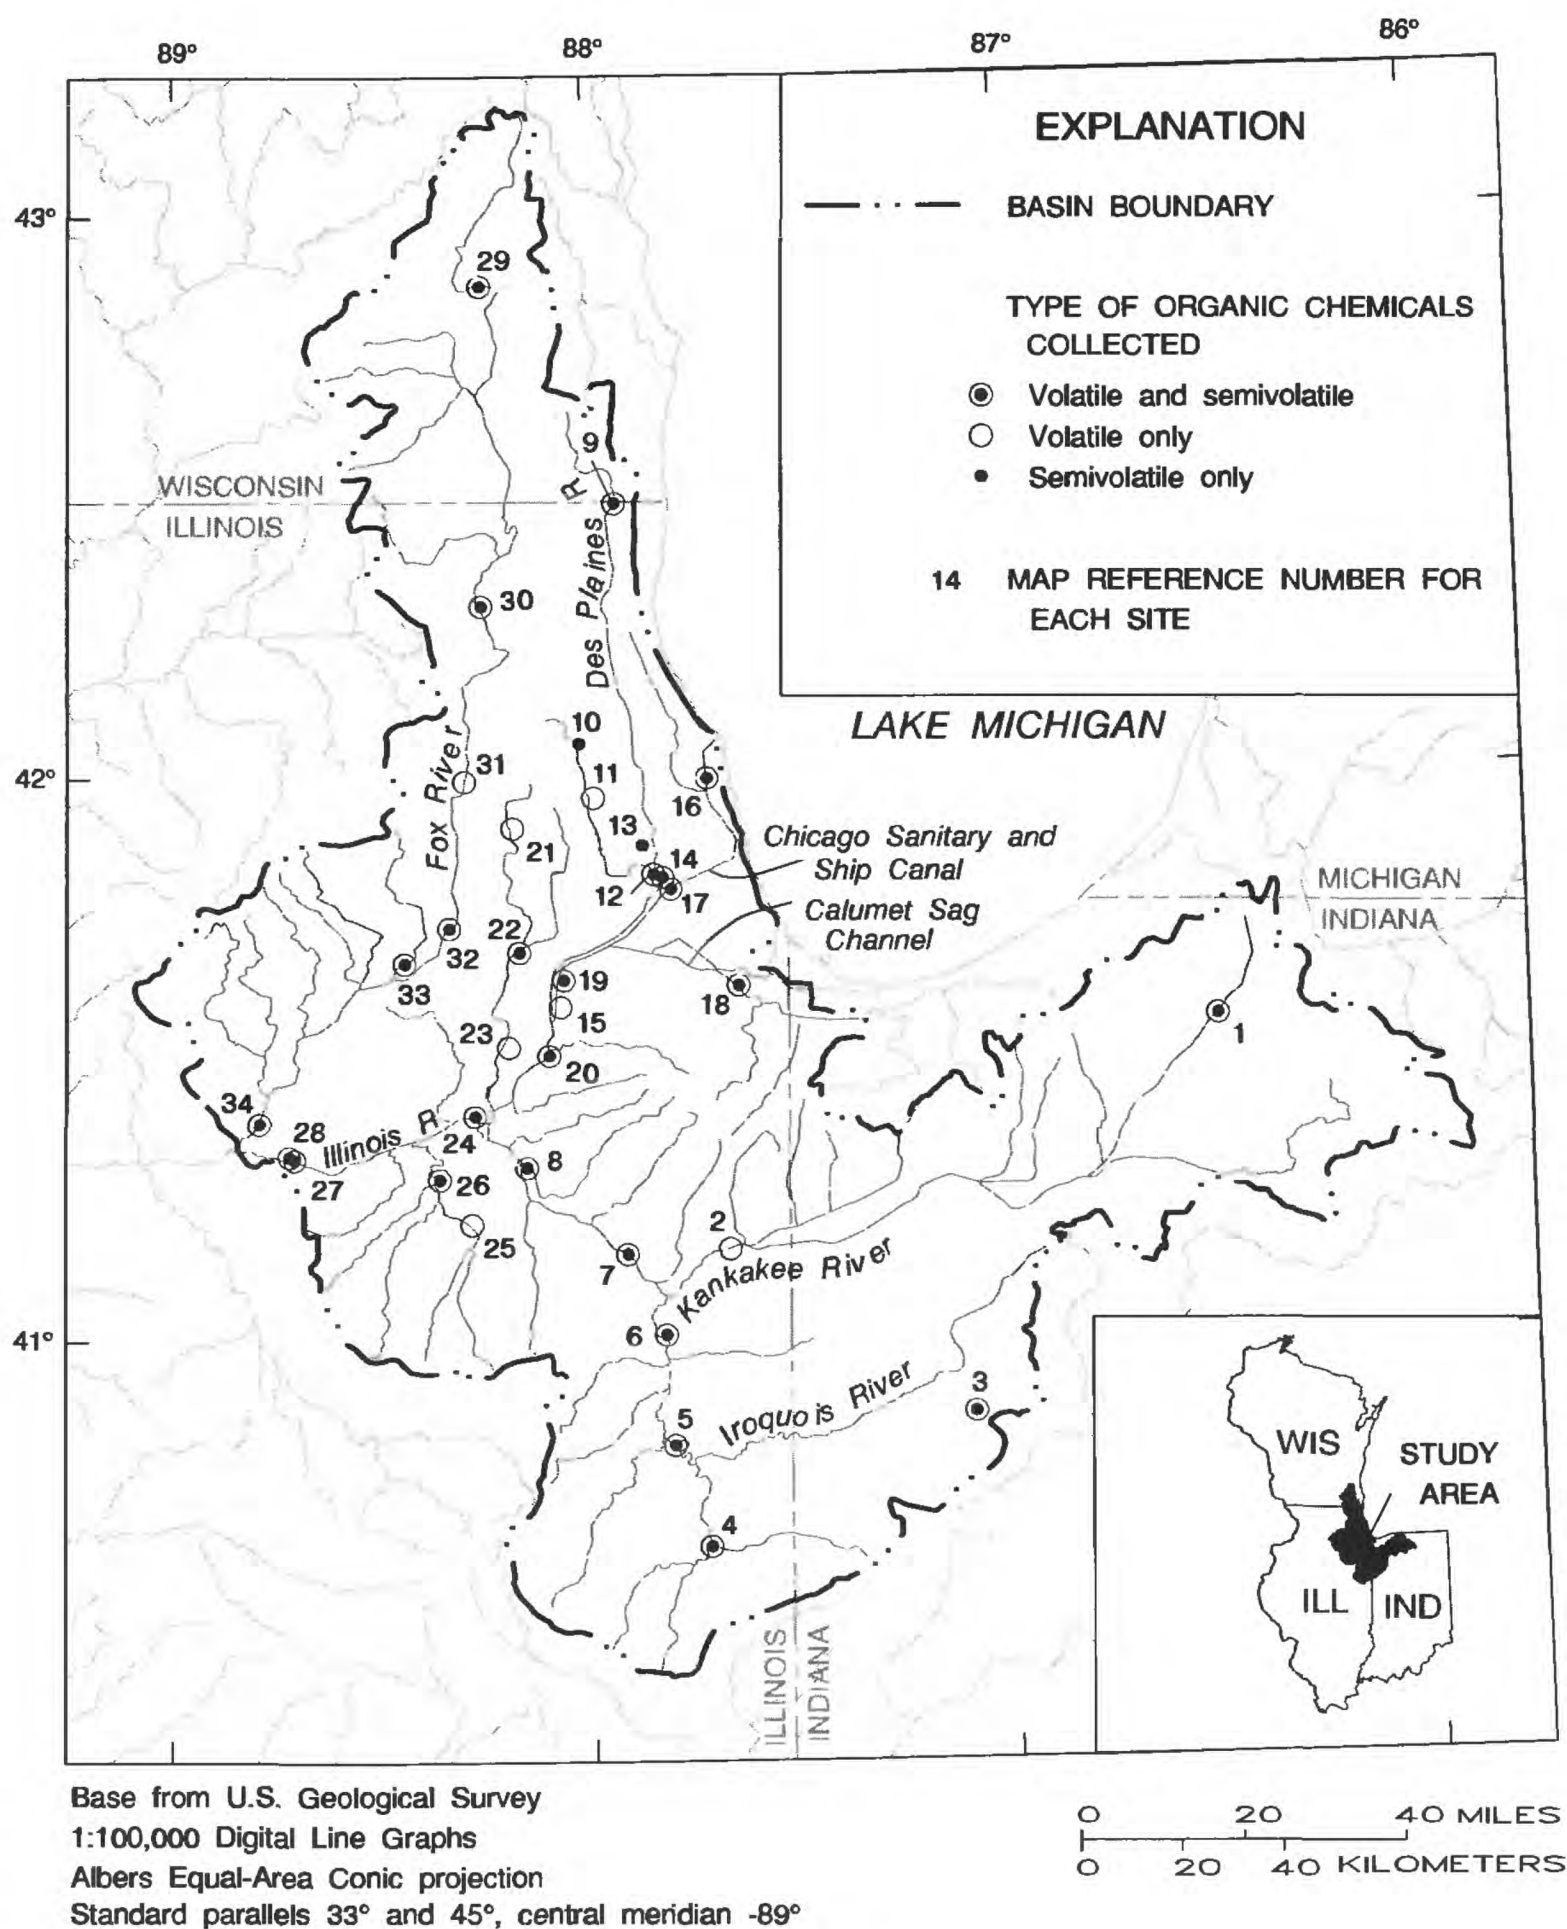 89°
88°
87°
86°
43°
42°
41°
EXPLANATION
BASIN BOUNDARY
TYPE OF ORGANIC CHEMICALS
COLLECTED
Volatile and semivolatile
Volatile only
Semivolatile only
14 MAP REFERENCE NUMBER FOR
EACH SITE
29
9
WISCONSIN
ILLINOIS
Des Plaines R
30
LAKE MICHIGAN
10
31
11
16
Fox River
13
21
14
12
17
Chicago Sanitary and
Ship Canal
Calumet Sag
Channel
MICHIGAN
INDIANA
22
32
33
19
18
15
1
23
20
34
28
Illinois R
24
8
27
26
2
25
7
Kankakee River
6
3
5
Iroquois River
4
ILLINOIS
INDIANA
WIS
STUDY
AREA
ILL
IND
Base from U.S. Geological Survey
1:100,000 Digital Line Graphs
Albers Equal-Area Conic projection
Standard parallels 33° and 45°, central meridian -89°
0 20 40 MILES
0 20 40 KILOMETERS